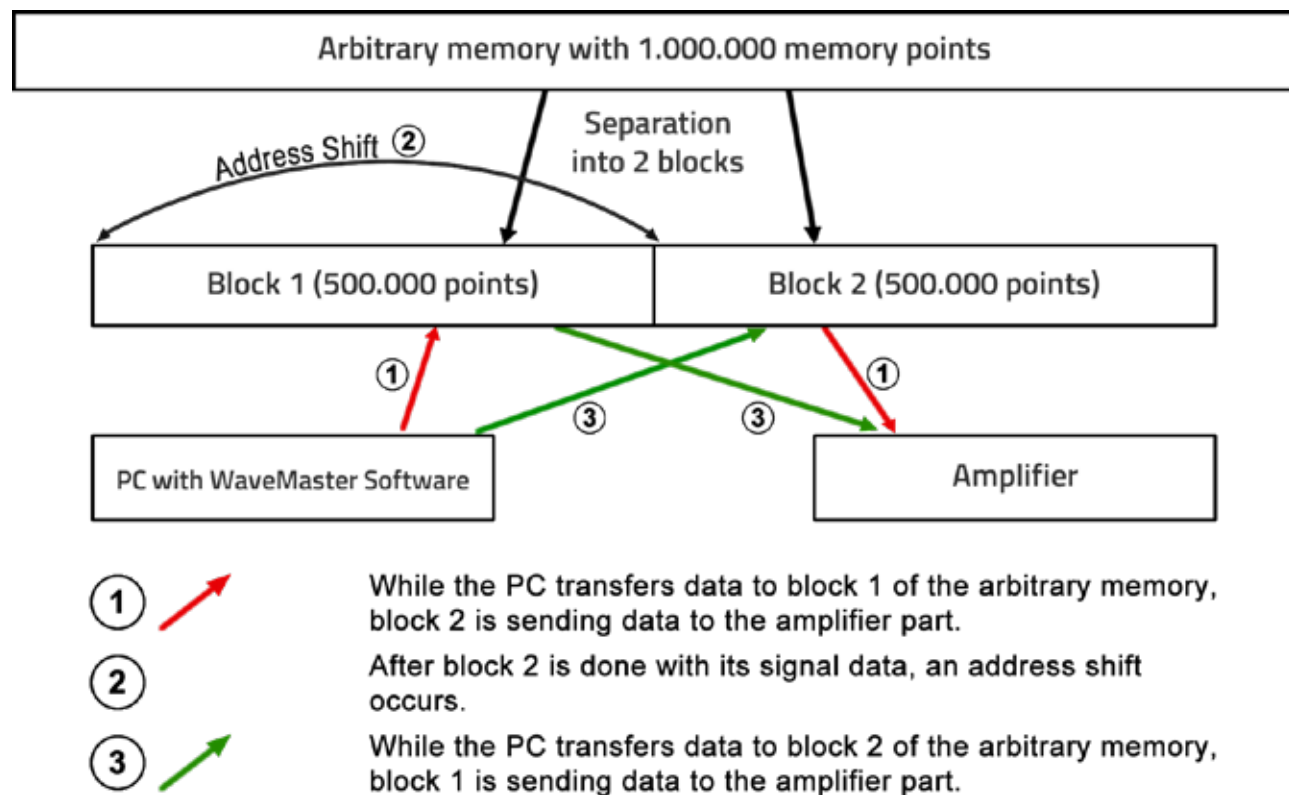 Arbitrary memory with 1.000.000 memory points
Separation
into 2 blocks
Address Shift 2
Block 1 (500.000 points)
Block 2 (500.000 points)
1
3
3
1
PC with WaveMaster Software
Amplifier
1
While the PC transfers data to block 1 of the arbitrary memory,
block 2 is sending data to the amplifier part.
2
After block 2 is done with its signal data, an address shift
occurs.
3
While the PC transfers data to block 2 of the arbitrary memory,
block 1 is sending data to the amplifier part.